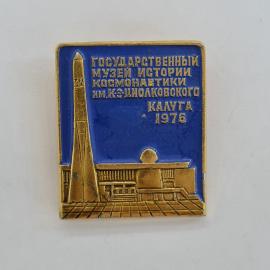 ГОСУДАРСТВЕННЫЙ
МУЗЕЙ ИСТОРИИ
КОСМОНАВТИКИ
ИМ.К.Э.ЦИОЛКОВСКОГО
КАЛУГА
1976